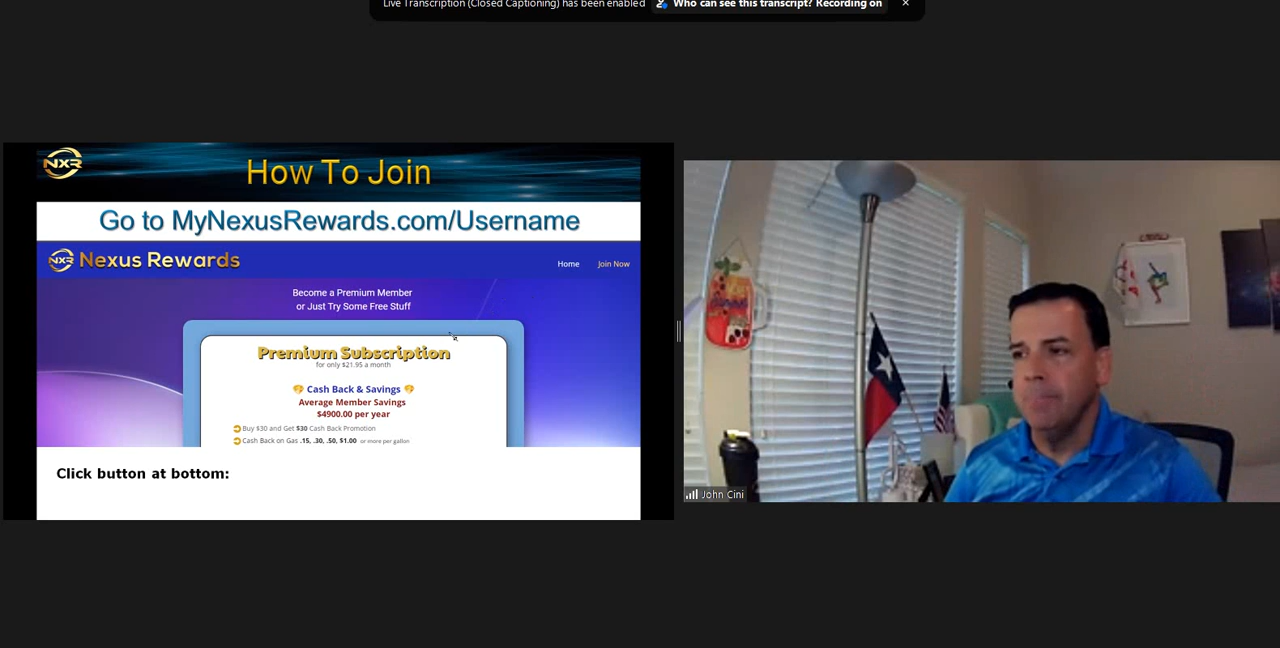 Live Transcription (Closed Captioning) has been enabled
Who can see this transcript? Recording on
NXR
How To Join
Go to MyNexusRewards.com/Username
NXR Nexus Rewards
Home Join Now
Become a Premium Member
or Just Try Some Free Stuff
Premium Subscription
for only $21.95 a month
Cash Back & Savings
Average Member Savings
$4900.00 per year
Buy $30 and Get $30 Cash Back Promotion
Cash Back on Gas .15, .30, .50, $1.00 or more per gallon
Click button at bottom:
John Cini